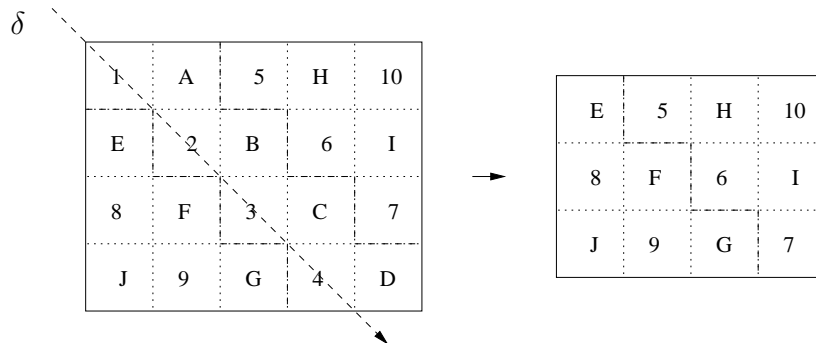 δ
1 A 5 H 10
E 2 B 6 I
8 F 3 C 7
J 9 G 4 D
E 5 H 10
8 F 6 I
J 9 G 7